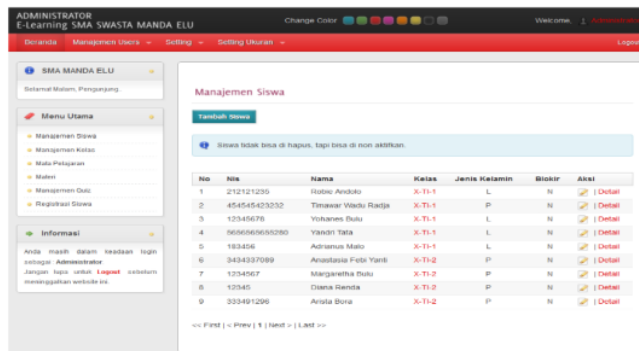 ADMINISTRATOR
E-Learning SMA SWASTA MANDA ELU
Change Color
Welcome, Administrator
Beranda Manajemen Users Setting Setting Ukuran Logout
SMA MANDA ELU
Selamat Malam, Pengunjung.
Menu Utama
Manajemen Siswa
Manajemen Kelas
Mata Pelajaran
Materi
Manajemen Quiz
Registrasi Siswa
Informasi
Anda masih dalam keadaan login
sebagai Administrator
Jangan lupa untuk Logout sebelum
meninggalkan website ini.
Manajemen Siswa
Tambah Siswa
Siswa tidak bisa di hapus, tapi bisa di non aktifkan.
No Nis Nama Kelas Jenis Kelamin Blokir Aksi
1 212121235 Robie Andolo X-TI-1 L N | Detail
2 454545423232 Timawar Wadu Radja X-TI-1 P N | Detail
3 12345678 Yohanes Bulu X-TI-1 L N | Detail
4 Yandri Tata X-TI-1 L N | Detail
5 183456 Adrianus Mato X-TI-1 L N | Detail
6 3434337089 Anastasia Febi Yanti X-TI-2 P N | Detail
7 1234567 Margaretha Bulu X-TI-2 P N | Detail
8 12345 Diana Renda X-TI-2 P N | Detail
9 333491296 Arista Bora X-TI-2 P N | Detail
<< First | < Prev | 1 | Next > | Last >>